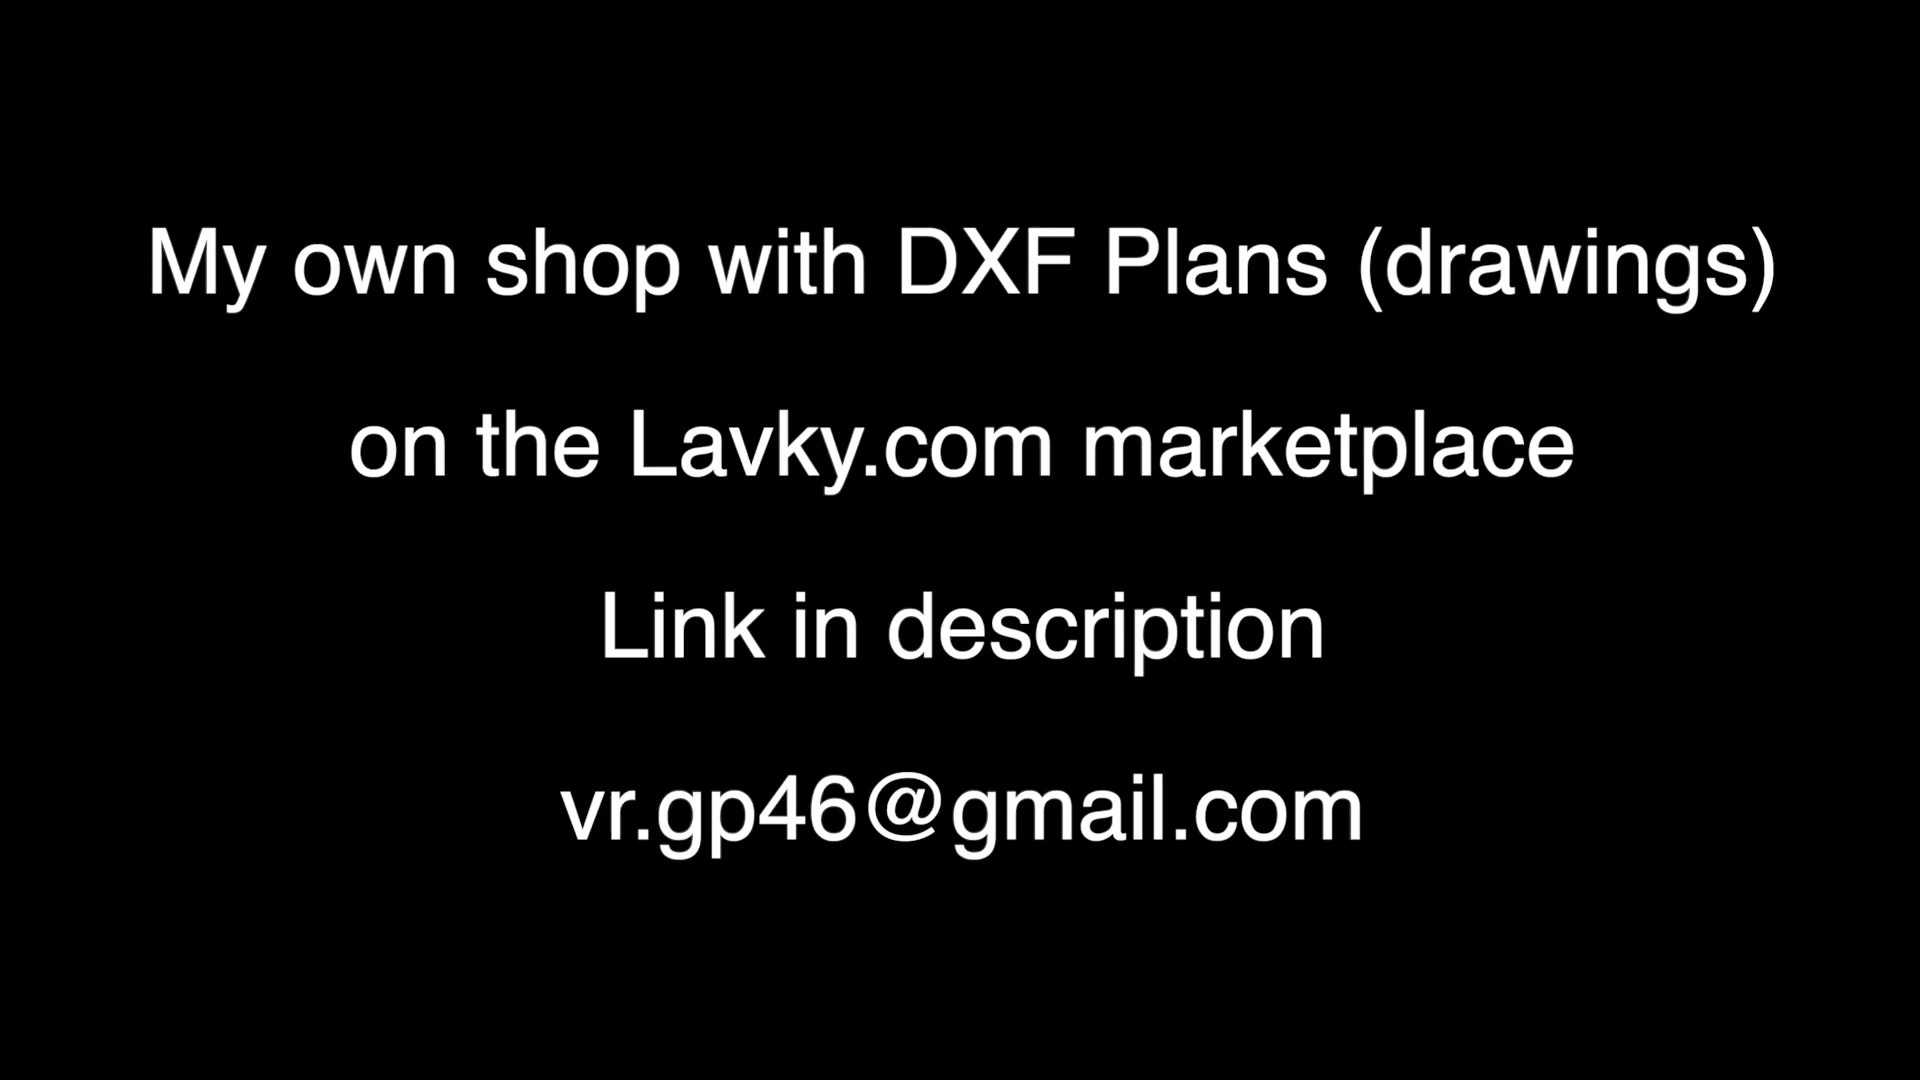 My own shop with DXF Plans (drawings)
on the Lavky.com marketplace
Link in description
vr.gp46@gmail.com